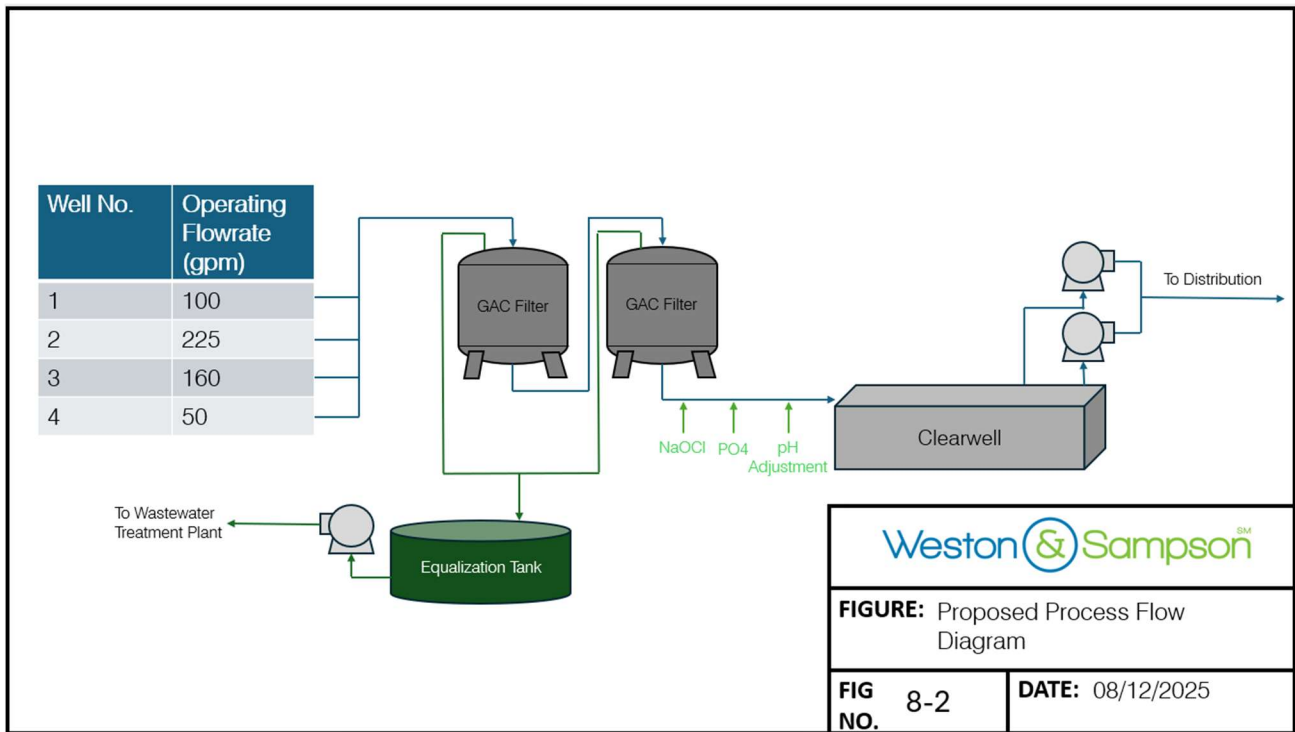 Well No. Operating
Flowrate
(gpm)
1 100
2 225
3 160
4 50
GAC Filter
GAC Filter
To Distribution
NaOCl PO4 pH
Adjustment
Clearwell
To Wastewater
Treatment Plant
Equalization Tank
Weston & Sampson SM
FIGURE: Proposed Process Flow
Diagram
FIG
NO. 8-2
DATE: 08/12/2025